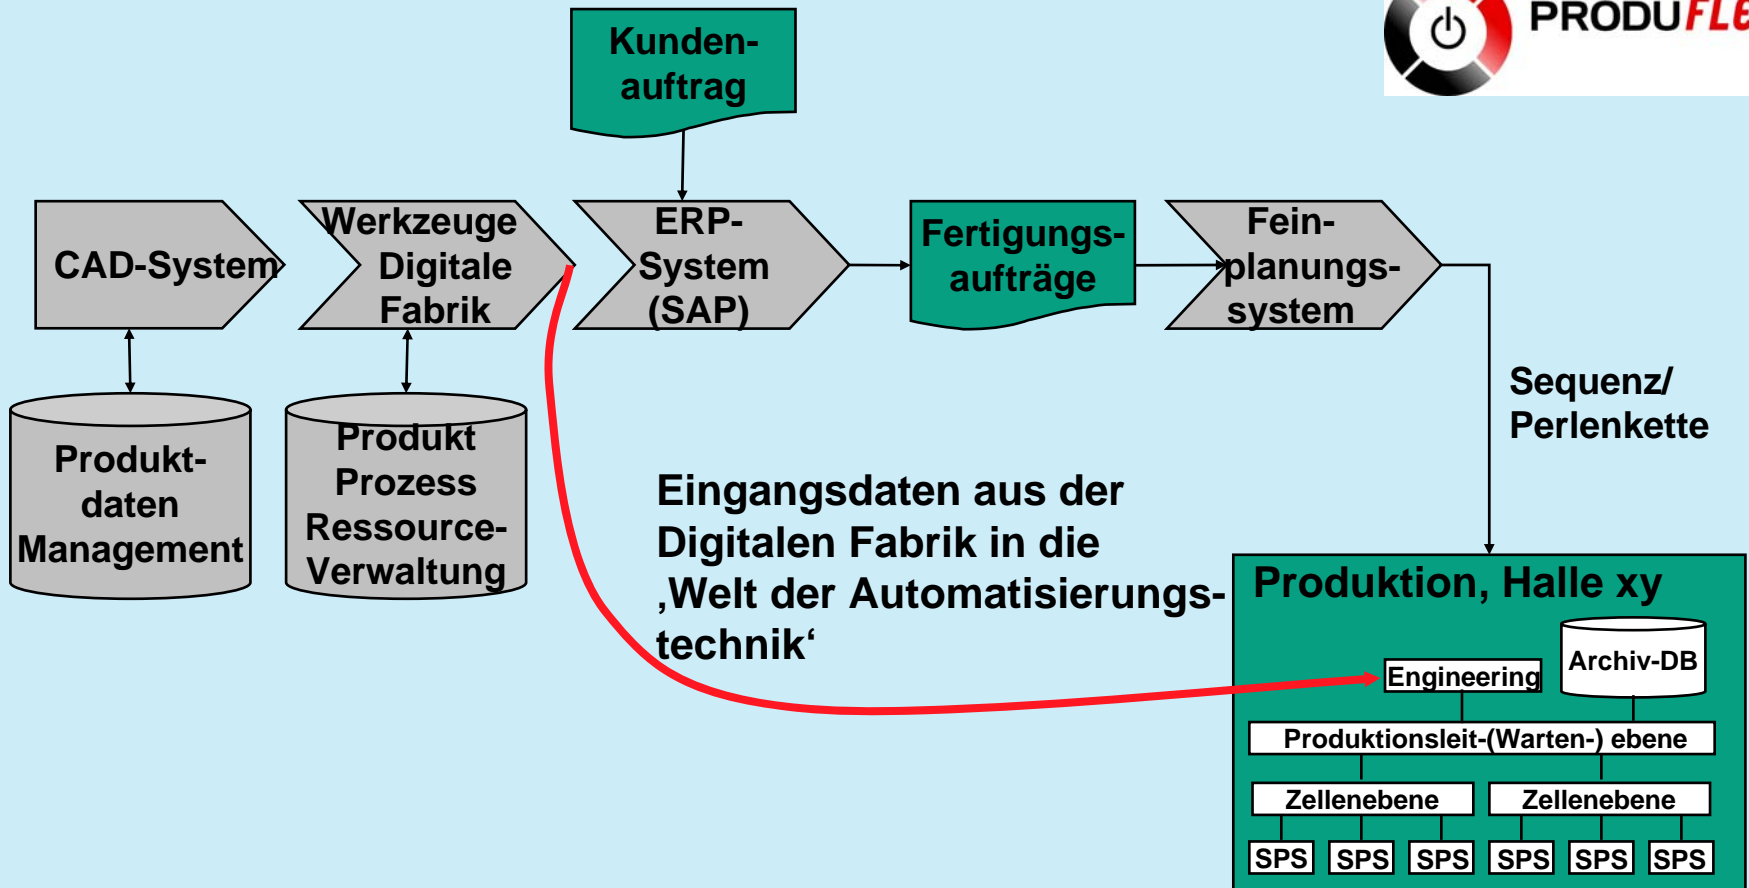 PRODUFLE
Kunden-
auftrag
CAD-System
Werkzeuge
Digitale
Fabrik
ERP-
System
(SAP)
Fertigungs-
aufträge
Fein-
planungs-
system
Produkt-
daten
Management
Produkt
Prozess
Ressource-
Verwaltung
Sequenz/
Perlenkette
Eingangsdaten aus der
Digitalen Fabrik in die
‚Welt der Automatisierungs-
technik‘
Produktion, Halle xy
Engineering
Archiv-DB
Produktionsleit-(Warten-) ebene
Zellenebene
Zellenebene
SPS
SPS
SPS
SPS
SPS
SPS